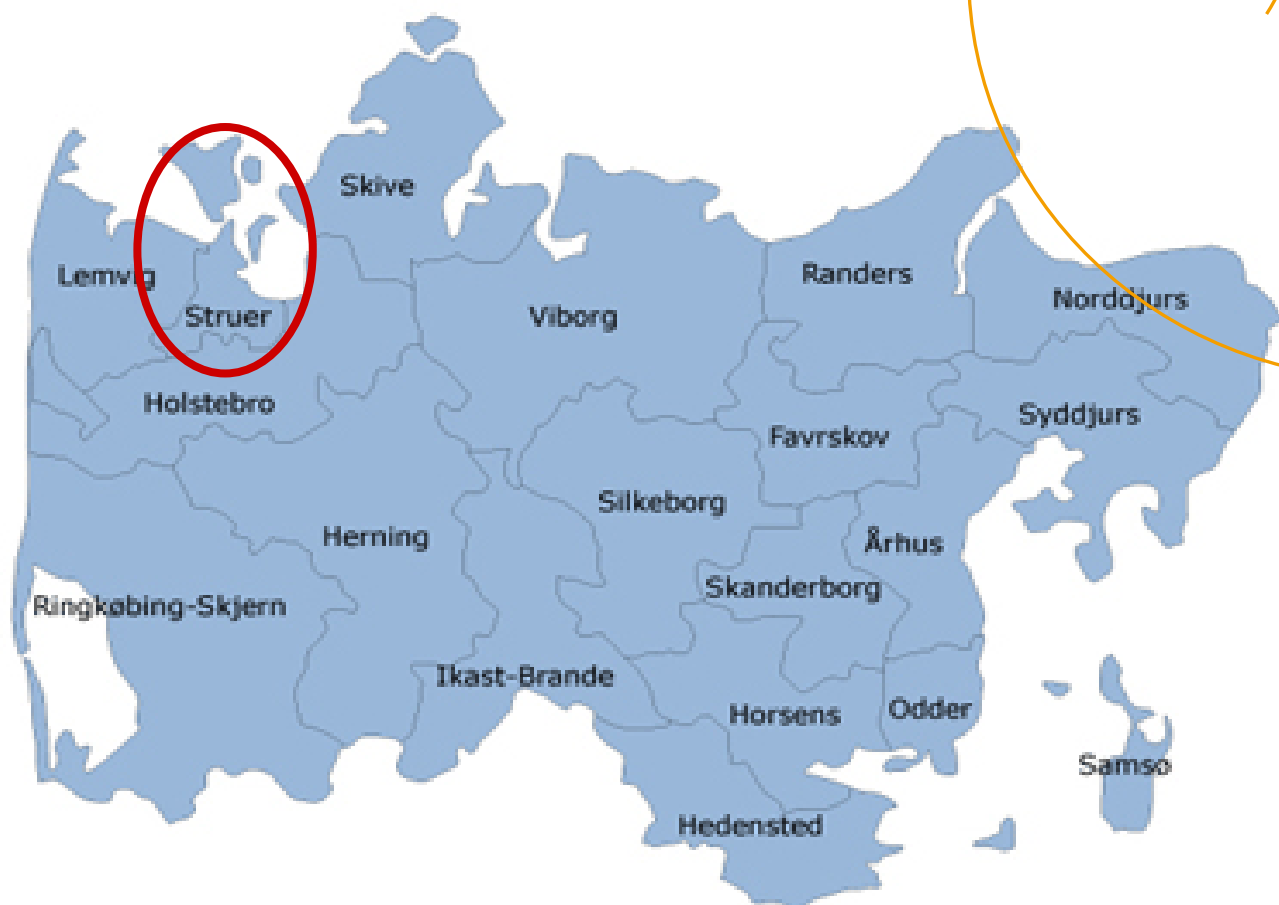 Skive
Lemvig
Struer
Viborg
Randers
Norddjurs
Holstebro
Favrskov
Syddjurs
Silkeborg
Herning
Århus
Skanderborg
Ringkøbing-Skjern
Ikast-Brande
Horsens
Odder
Samsø
Hedensted